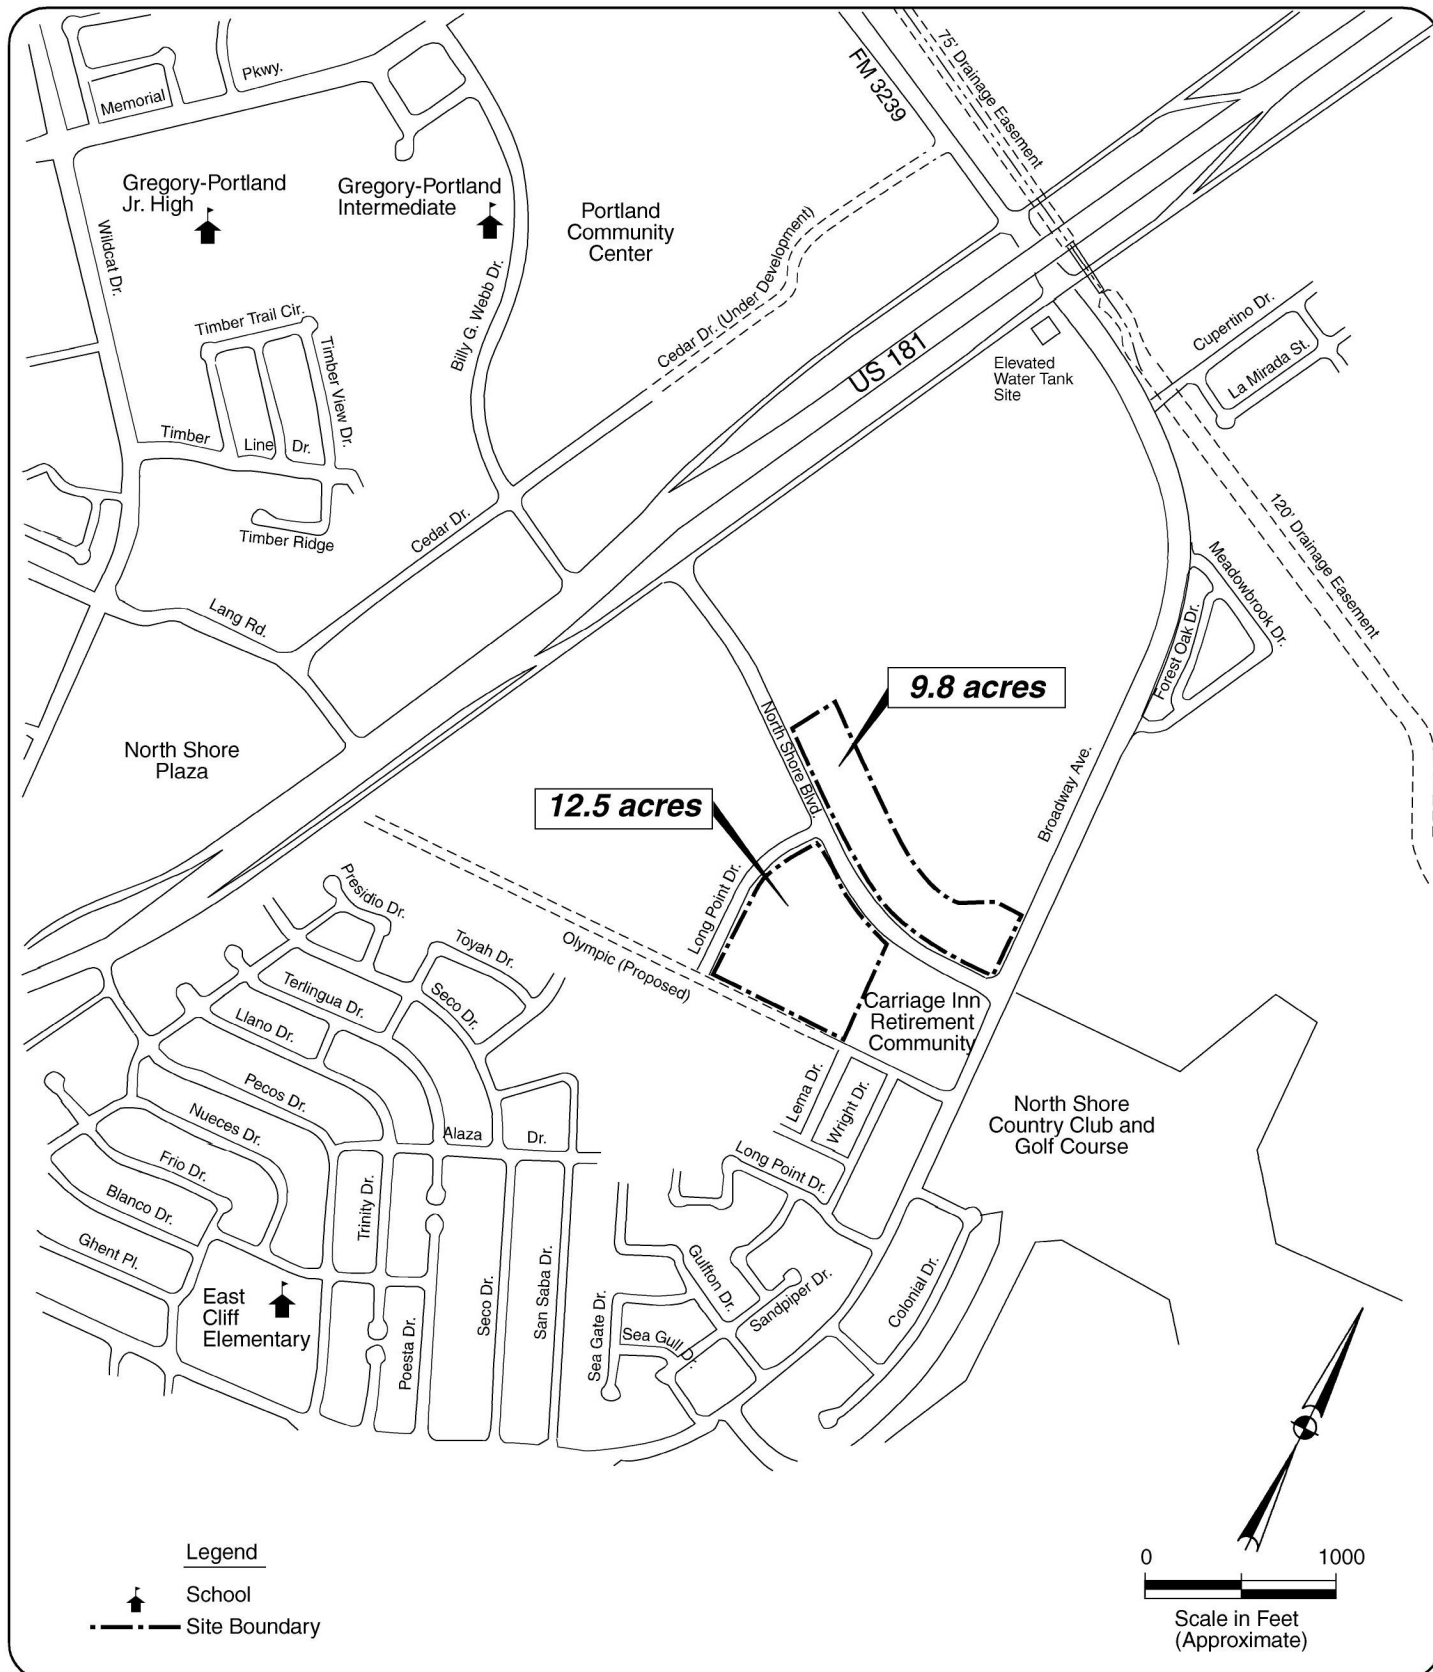 Memorial
Pkwy.
FM 3239
75' Drainage Easement
Gregory-Portland
Jr. High
Gregory-Portland
Intermediate
Portland
Community
Center
Wildcat Dr.
Billy G. Webb Dr.
Cedar Dr. (Under Development)
Timber Trail Cir.
Timber View Dr.
US 181
Elevated
Water Tank
Site
Cupertino Dr.
La Mirada St.
Timber
Line
Dr.
Timber Ridge
Cedar Dr.
120' Drainage Easement
Meadowbrook Dr.
Forest Oak Dr.
Lang Rd.
North Shore
Plaza
9.8 acres
North Shore Blvd.
12.5 acres
Broadway Ave.
Long Point Dr.
Olympic (Proposed)
Presidio Dr.
Toyah Dr.
Seco Dr.
Terlingua Dr.
Llano Dr.
Carriage Inn
Retirement
Community
Pecos Dr.
Nueces Dr.
Alaza
Dr.
Lema Dr.
Wright Dr.
North Shore
Country Club and
Golf Course
Long Point Dr.
Frio Dr.
Blanco Dr.
Ghent Pl.
Trinity Dr.
East
Cliff
Elementary
Poesta Dr.
Seco Dr.
San Saba Dr.
Sea Gate Dr.
Sea Gull Dr.
Gulfton Dr.
Sandpiper Dr.
Colonial Dr.
Legend
School
Site Boundary
0
1000
Scale in Feet
(Approximate)